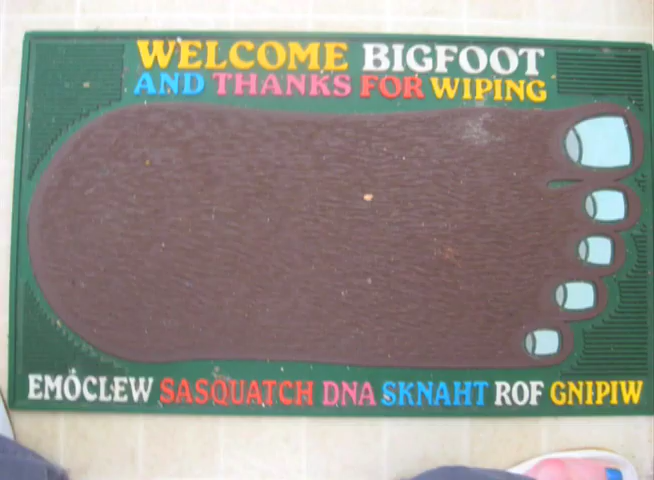 WELCOME BIGFOOT
AND THANKS FOR WIPING
EMOCLEW SASQUATCH DNA SKNAHT ROF GNIPIW